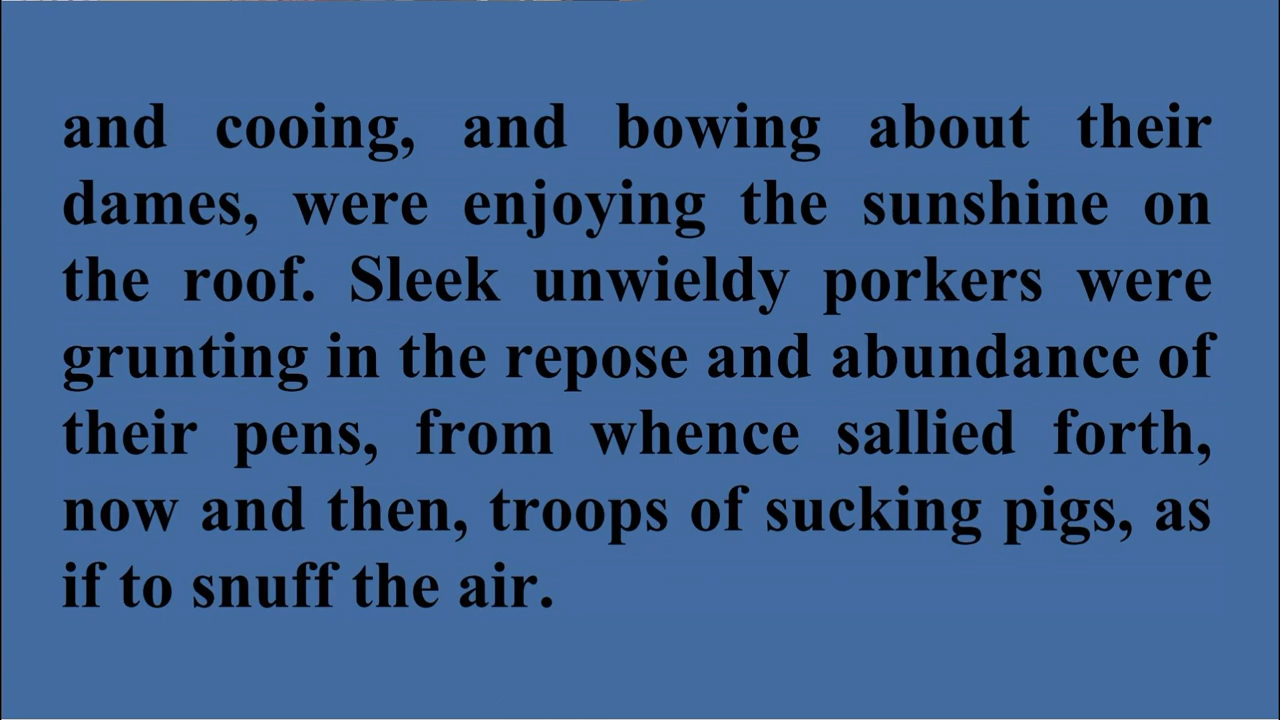 and cooing, and bowing about their
dames, were enjoying the sunshine on
the roof. Sleek unwieldy porkers were
grunting in the repose and abundance of
their pens, from whence sallied forth,
now and then, troops of sucking pigs, as
if to snuff the air.